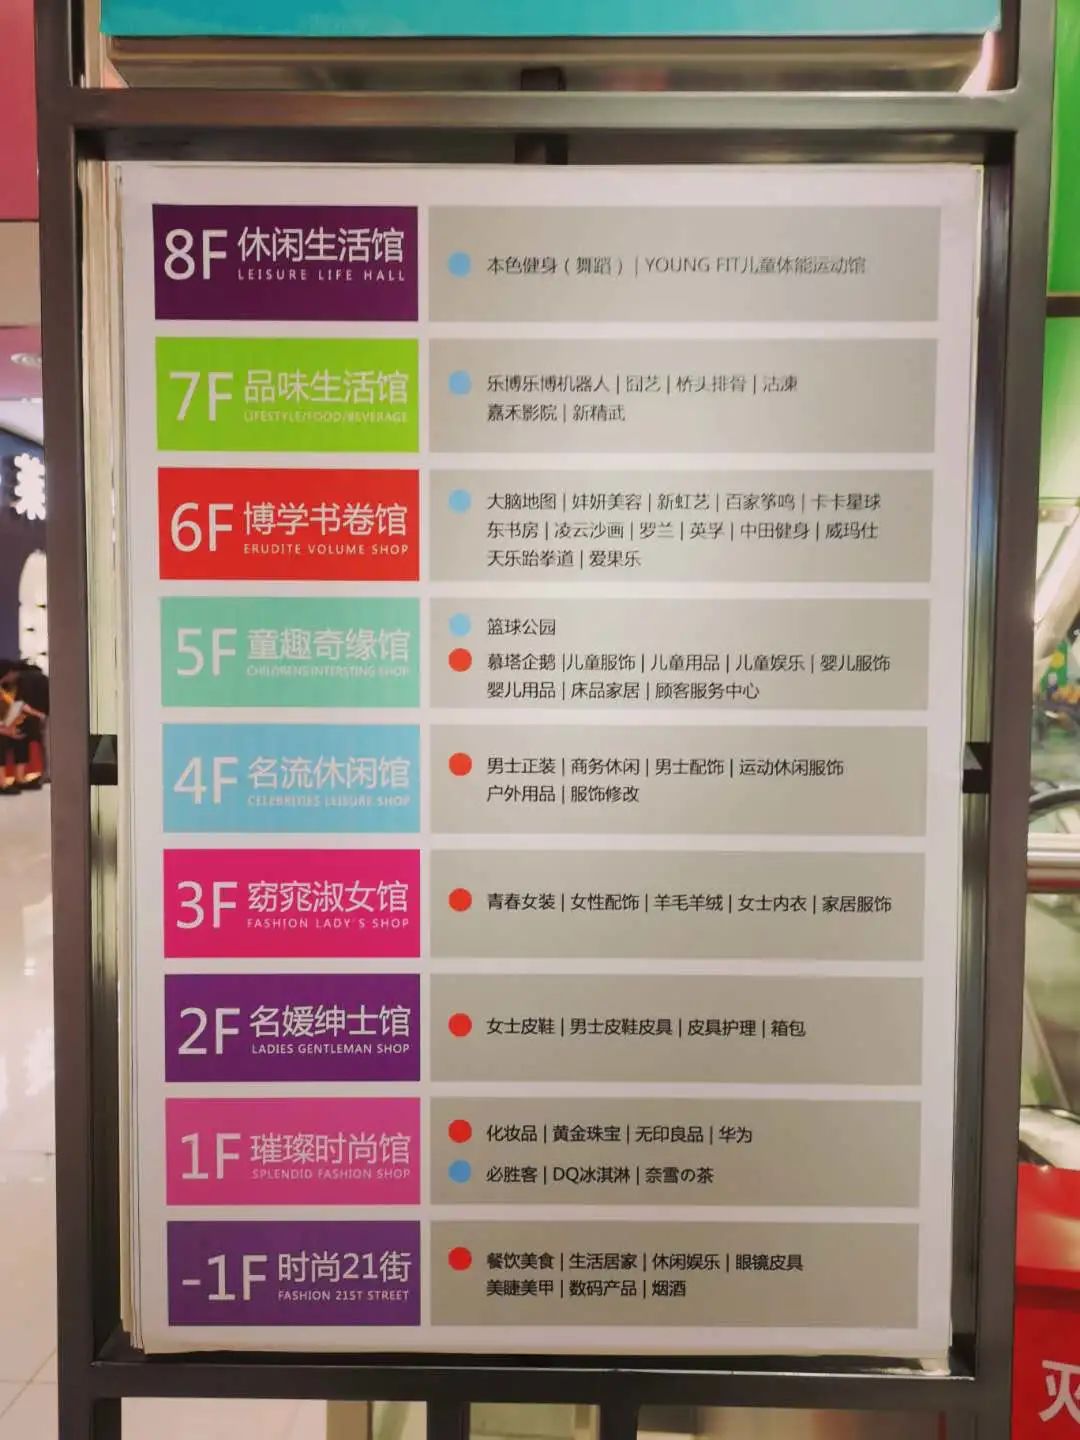 8F 休闲生活馆
LEISURE LIFE HALL
本色健身（舞蹈） | YOUNG FIT儿童体能运动馆
7F 品味生活馆
LIFESTYLE/FOOD/BEVERAGE
乐博乐博机器人 | 囧艺 | 桥头排骨 | 沽凍
嘉禾影院 | 新精武
6F 博学书卷馆
ERUDITE VOLUME SHOP
大脑地图 | 妦妍美容 | 新虹艺 | 百家筝鸣 | 卡卡星球
东书房 | 凌云沙画 | 罗兰 | 英孚 | 中田健身 | 威玛仕
天乐跆拳道 | 爱果乐
5F 童趣奇缘馆
CHILDRENS INTERSTING SHOP
篮球公园
慕塔企鹅 |儿童服饰 | 儿童用品 | 儿童娱乐 | 婴儿服饰
婴儿用品 | 床品家居 | 顾客服务中心
4F 名流休闲馆
CELEBRITIES LEISURE SHOP
男士正装 | 商务休闲 | 男士配饰 | 运动休闲服饰
户外用品 | 服饰修改
3F 窈窕淑女馆
FASHION LADY'S SHOP
青春女装 | 女性配饰 | 羊毛羊绒 | 女士内衣 | 家居服饰
2F 名媛绅士馆
LADIES GENTLEMAN SHOP
女士皮鞋 | 男士皮鞋皮具 | 皮具护理 | 箱包
1F 璀璨时尚馆
SPLENDID FASHION SHOP
化妆品 | 黄金珠宝 | 无印良品 | 华为
必胜客 | DQ冰淇淋 | 奈雪の茶
-1F 时尚21街
FASHION 21ST STREET
餐饮美食 | 生活居家 | 休闲娱乐 | 眼镜皮具
美睫美甲 | 数码产品 | 烟酒
灭